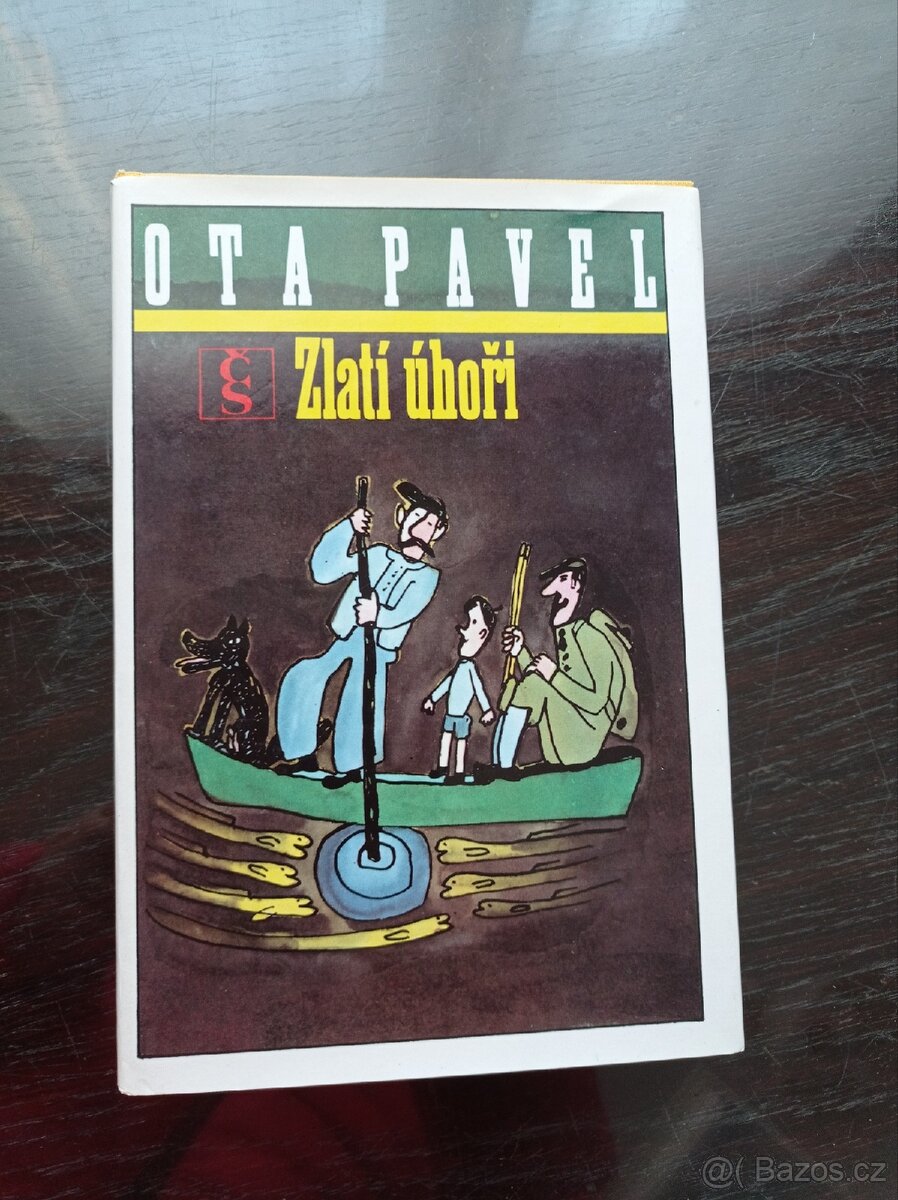 OTA PAVEL
ČS
Zlatí úhoři
@( Bazos.cz